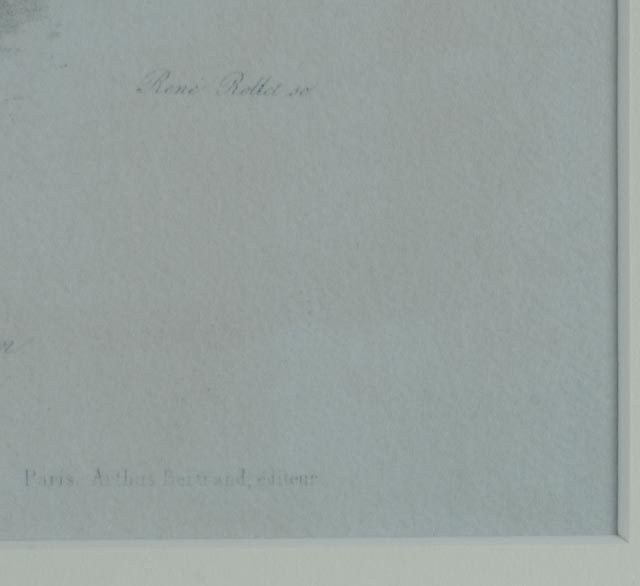 René Rollet sc
Paris. Arthus Bertrand, éditeur